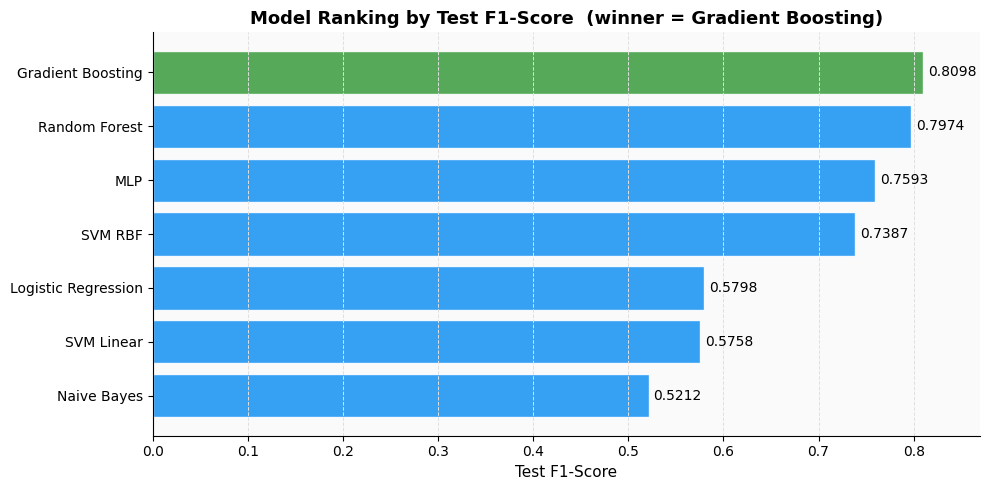 Model Ranking by Test F1-Score (winner = Gradient Boosting)
Gradient Boosting 0.8098
Random Forest 0.7974
MLP 0.7593
SVM RBF 0.7387
Logistic Regression 0.5798
SVM Linear 0.5758
Naive Bayes 0.5212
0.0 0.1 0.2 0.3 0.4 0.5 0.6 0.7 0.8
Test F1-Score